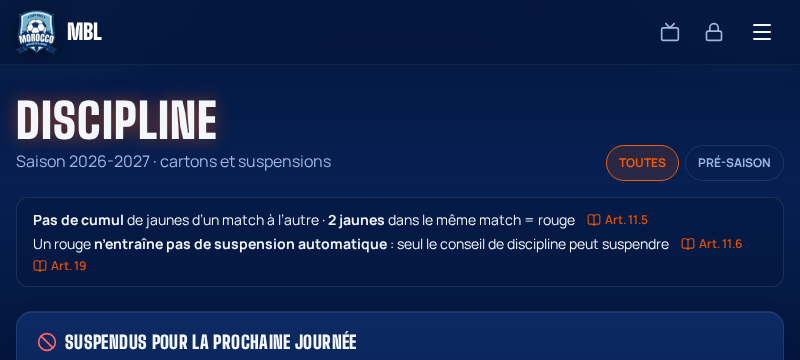 MOROCCO
MBL
DISCIPLINE
Saison 2026-2027 · cartons et suspensions
TOUTES
PRÉ-SAISON
Pas de cumul de jaunes d'un match à l'autre · 2 jaunes dans le même match = rouge Art. 11.5
Un rouge n'entraîne pas de suspension automatique : seul le conseil de discipline peut suspendre Art. 11.6
Art. 19
SUSPENDUS POUR LA PROCHAINE JOURNÉE